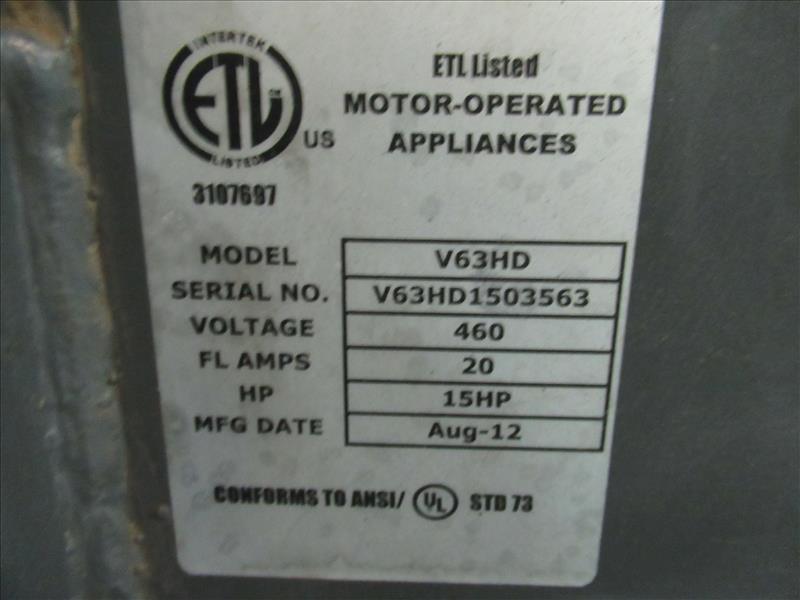 INTERTEK
ETL CM
LISTED
US
3107697
ETL Listed
MOTOR-OPERATED
APPLIANCES
MODEL V63HD
SERIAL NO. V63HD1503563
VOLTAGE 460
FL AMPS 20
HP 15HP
MFG DATE Aug-12
CONFORMS TO ANSI/ UL STD 73